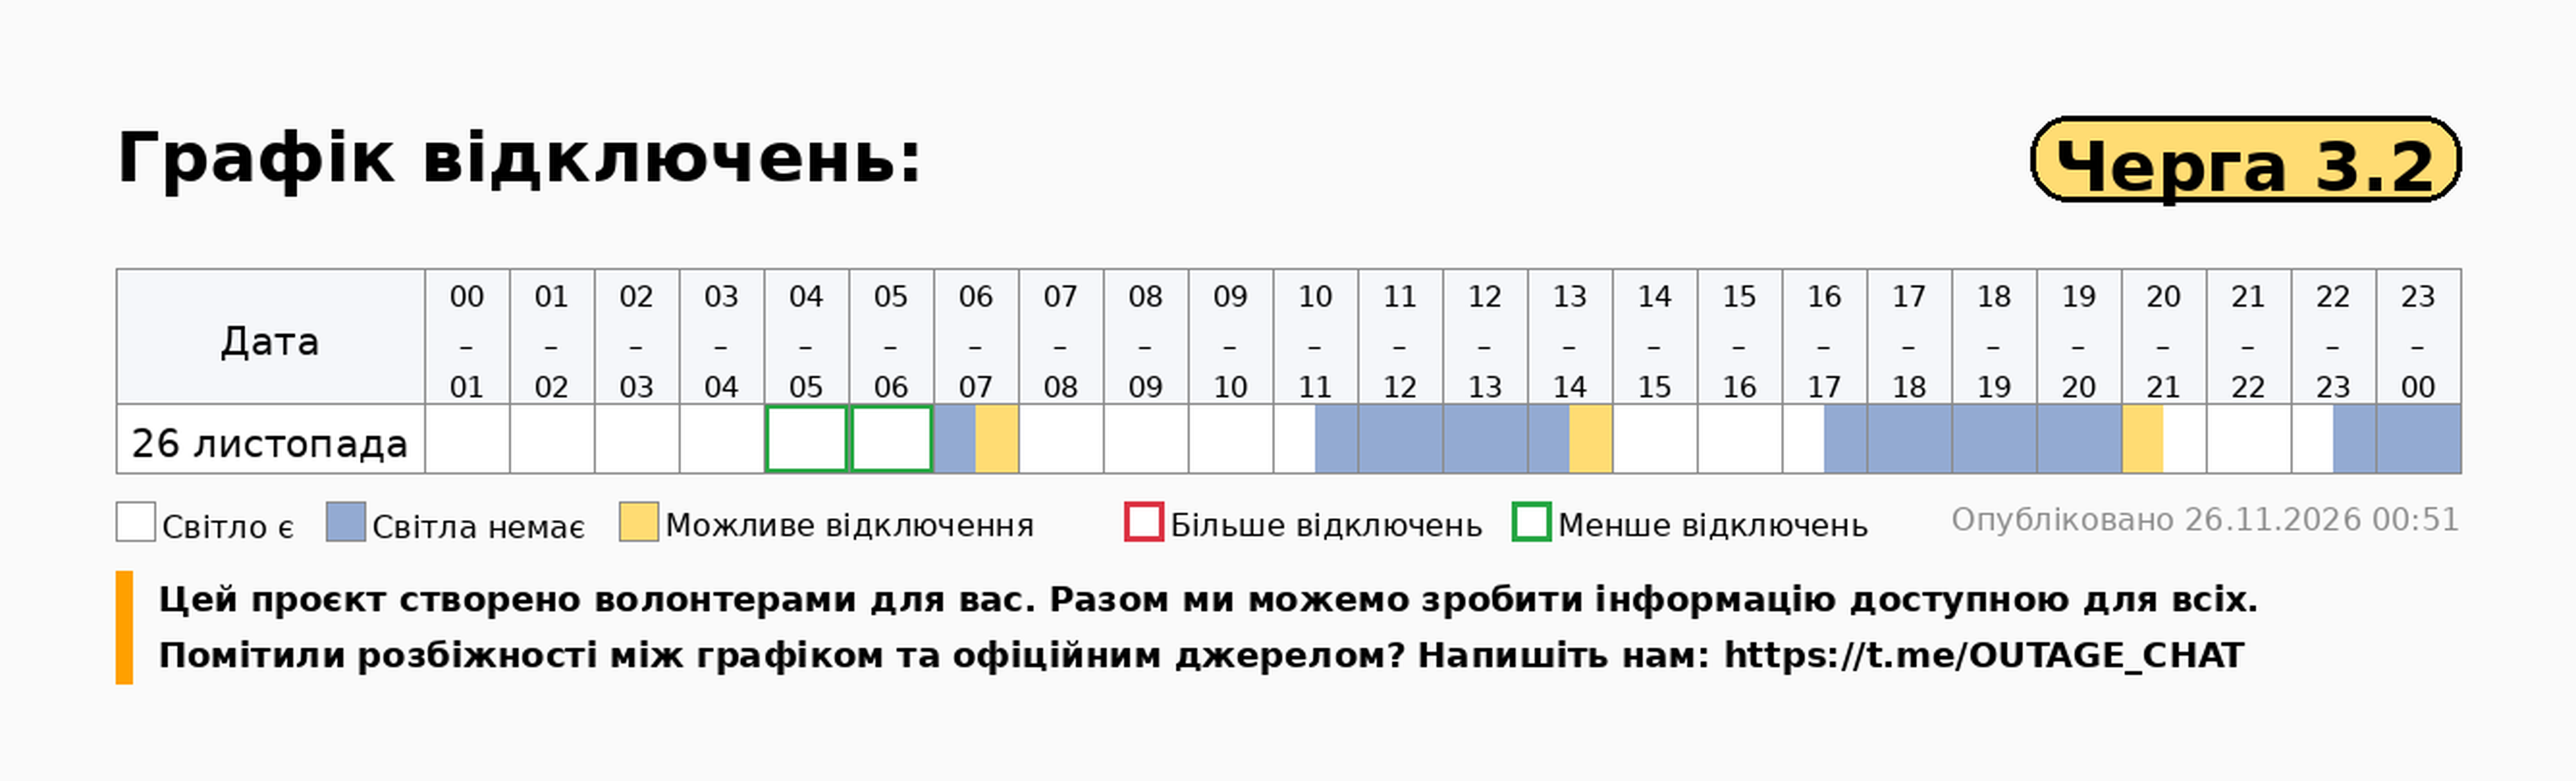 Графік відключень:
Черга 3.2
Дата 00 – 01 01 – 02 02 – 03 03 – 04 04 – 05 05 – 06 06 – 07 07 – 08 08 – 09 09 – 10 10 – 11 11 – 12 12 – 13 13 – 14 14 – 15 15 – 16 16 – 17 17 – 18 18 – 19 19 – 20 20 – 21 21 – 22 22 – 23 23 – 00
26 листопада
Світло є Світла немає Можливе відключення Більше відключень Менше відключень Опубліковано 26.11.2026 00:51
Цей проєкт створено волонтерами для вас. Разом ми можемо зробити інформацію доступною для всіх.
Помітили розбіжності між графіком та офіційним джерелом? Напишіть нам: https://t.me/OUTAGE_CHAT